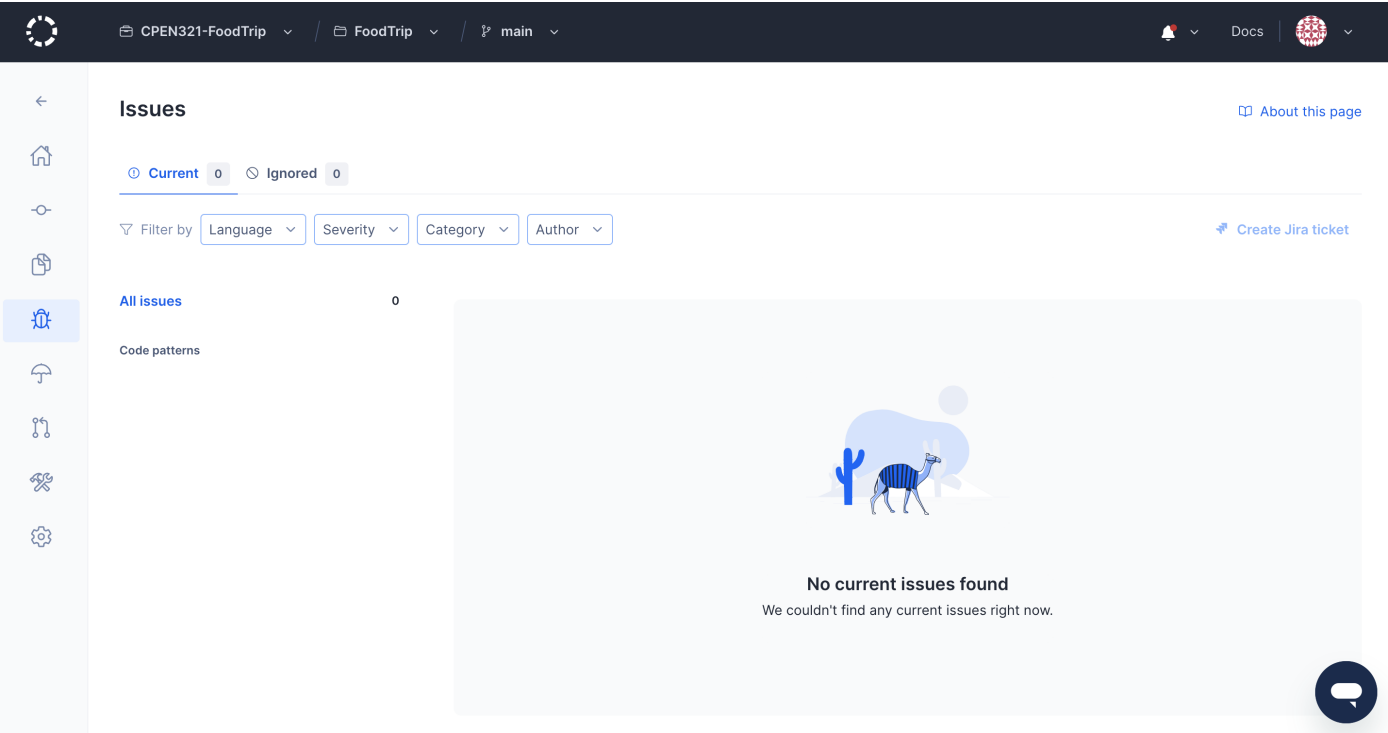 CPEN321-FoodTrip FoodTrip main Docs
Issues
About this page
Current 0 Ignored 0
Filter by Language Severity Category Author Create Jira ticket
All issues 0
Code patterns
No current issues found
We couldn't find any current issues right now.